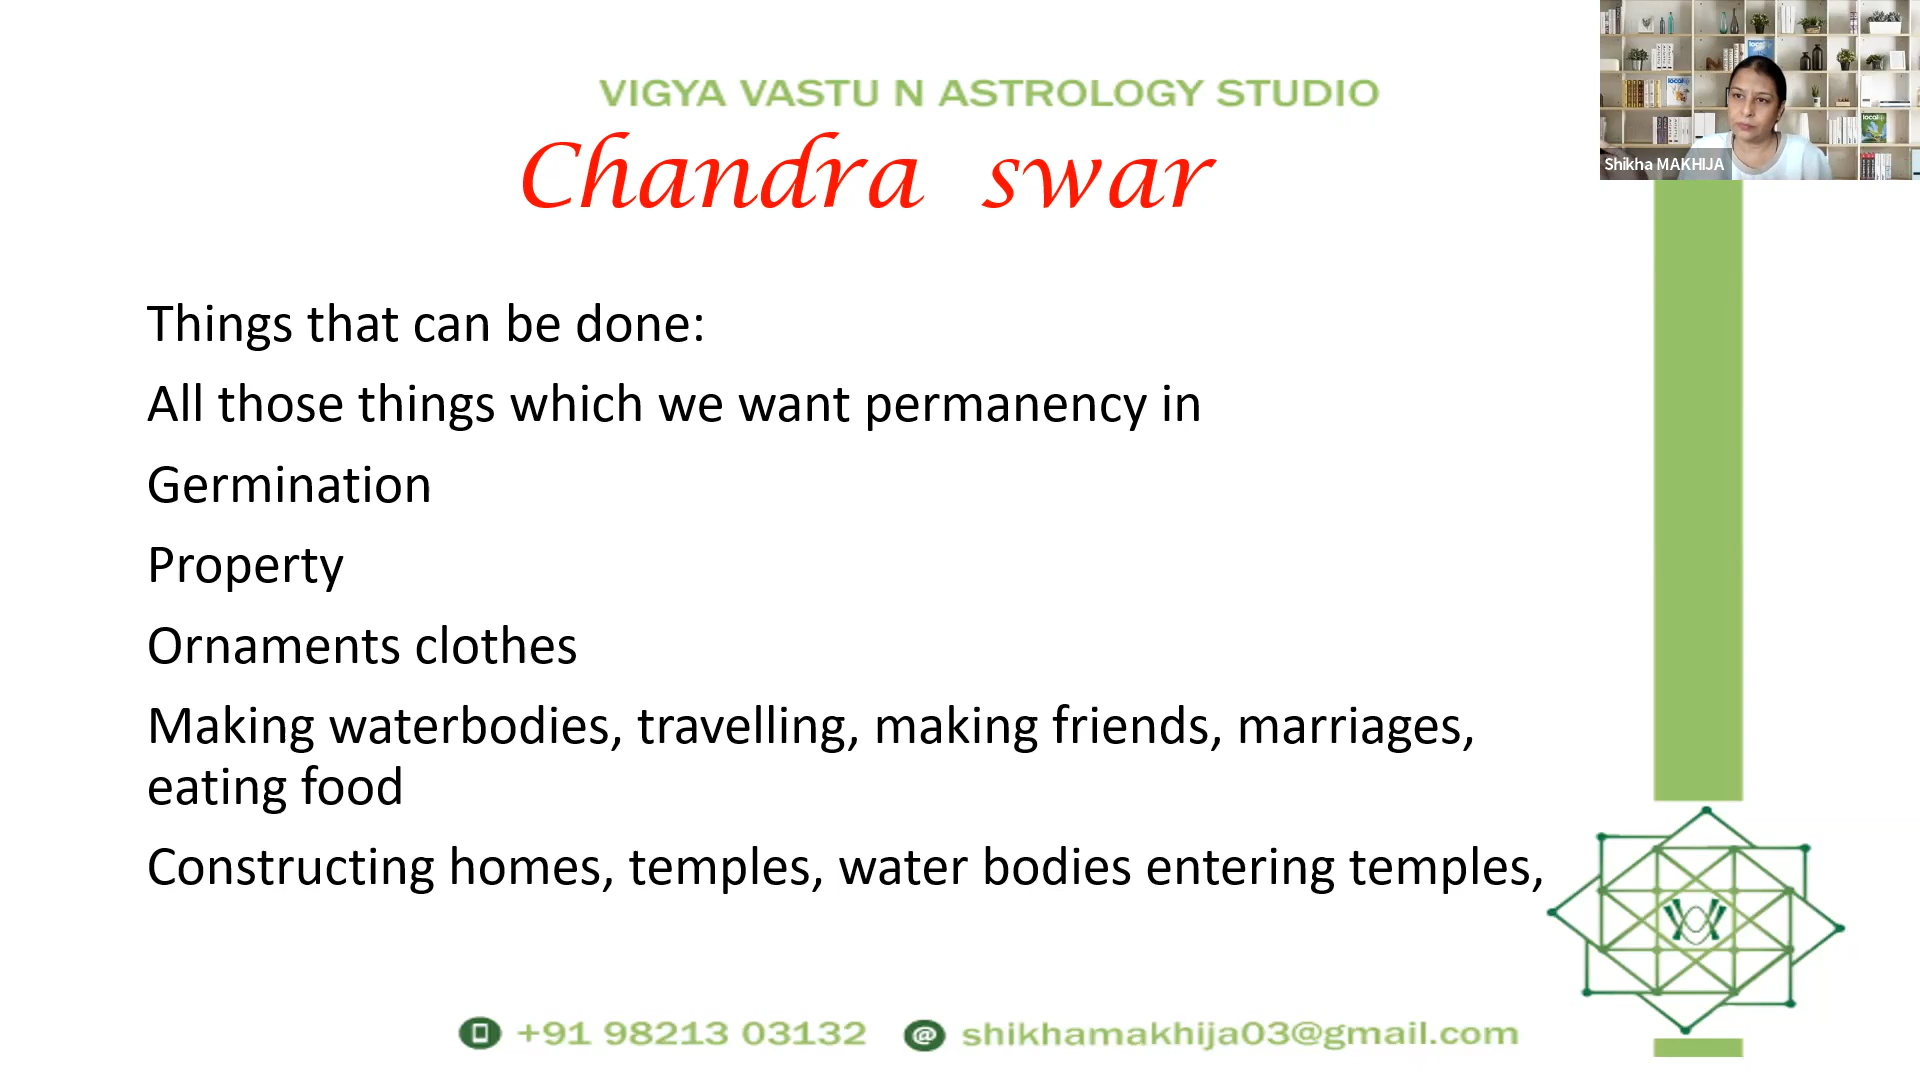 VIGYA VASTU N ASTROLOGY STUDIO
Chandra swar
Shikha MAKHIJA
Things that can be done:
All those things which we want permanency in
Germination
Property
Ornaments clothes
Making waterbodies, travelling, making friends, marriages,
eating food
Constructing homes, temples, water bodies entering temples,
+91 98213 03132 @ shikhamakhija03@gmail.com